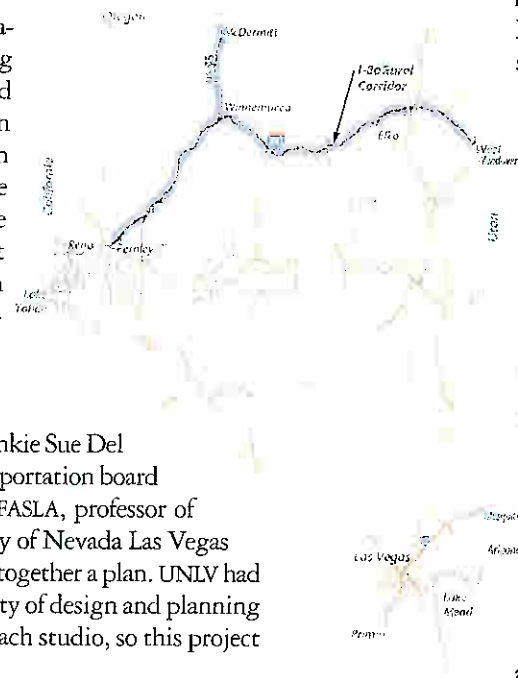 Oregon
McDermitt
US 95
I-80 Rural
Corridor
Winnemucca
Elko
West
California
Utah
Reno
Fernley
Lake
Tahoe
nkie Sue Del
portation board
FASLA, professor of
y of Nevada Las Vegas
together a plan. UNLV had
ty of design and planning
ach studio, so this project
Las Vegas
Lake
Mead
Primm